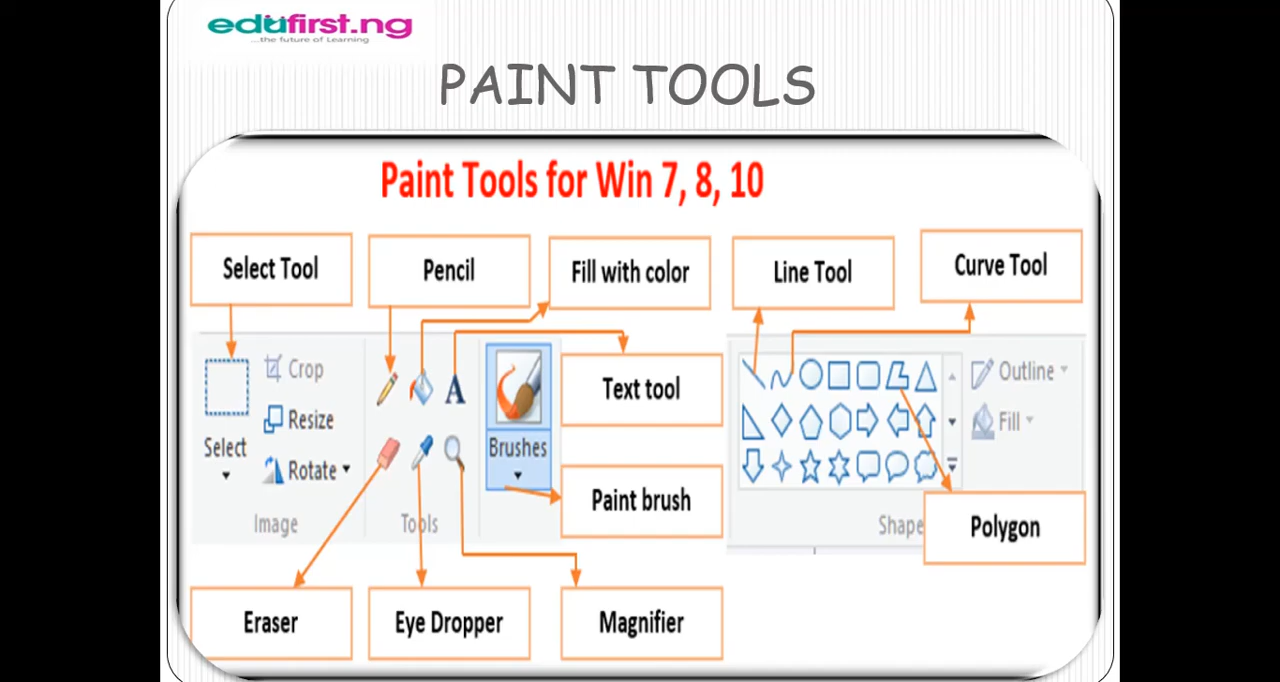 edufirst.ng
...the future of Learning
PAINT TOOLS
Paint Tools for Win 7, 8, 10
Select Tool
Pencil
Fill with color
Line Tool
Curve Tool
Crop
Resize
Rotate
Select
Image
A
Tools
Brushes
Text tool
Paint brush
Outline
Fill
Shape
Polygon
Eraser
Eye Dropper
Magnifier